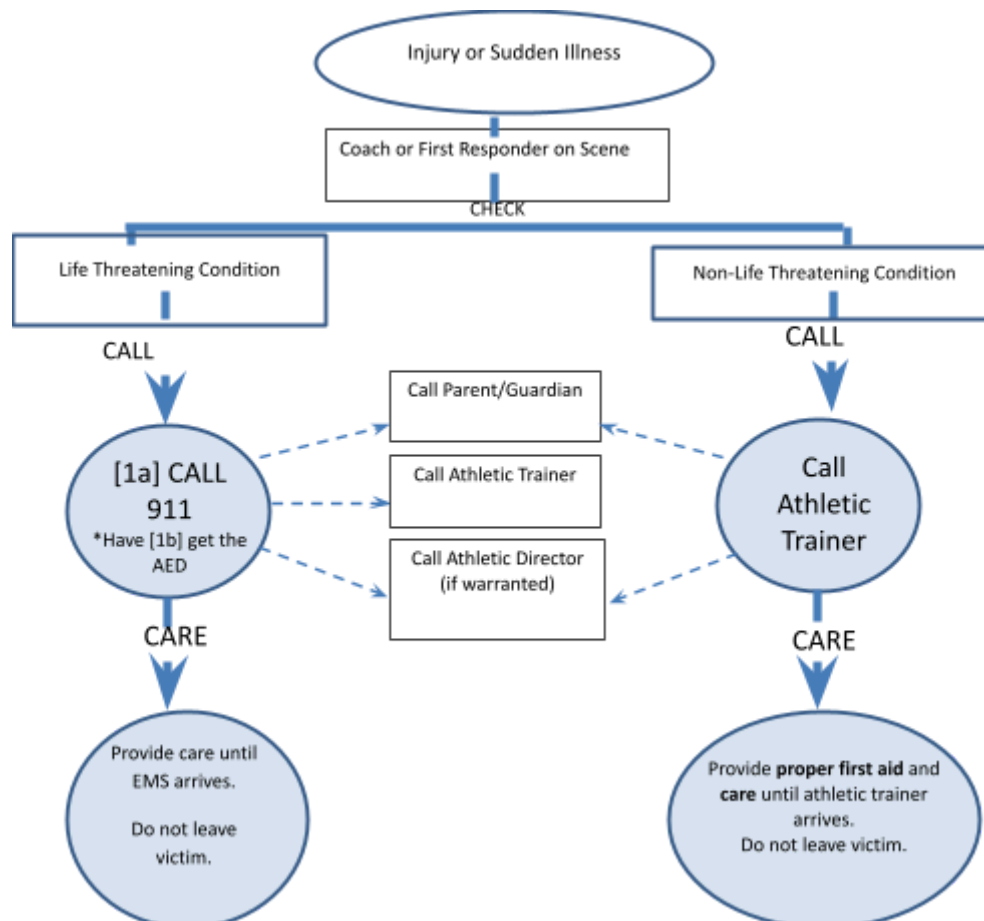 Injury or Sudden Illness
Coach or First Responder on Scene
CHECK
Life Threatening Condition
Non-Life Threatening Condition
CALL
CALL
Call Parent/Guardian
Call Athletic Trainer
Call Athletic Director
(if warranted)
[1a] CALL
911
*Have [1b] get the
AED
Call
Athletic
Trainer
CARE
CARE
Provide care until
EMS arrives.
Do not leave
victim.
Provide proper first aid and
care until athletic trainer
arrives.
Do not leave victim.